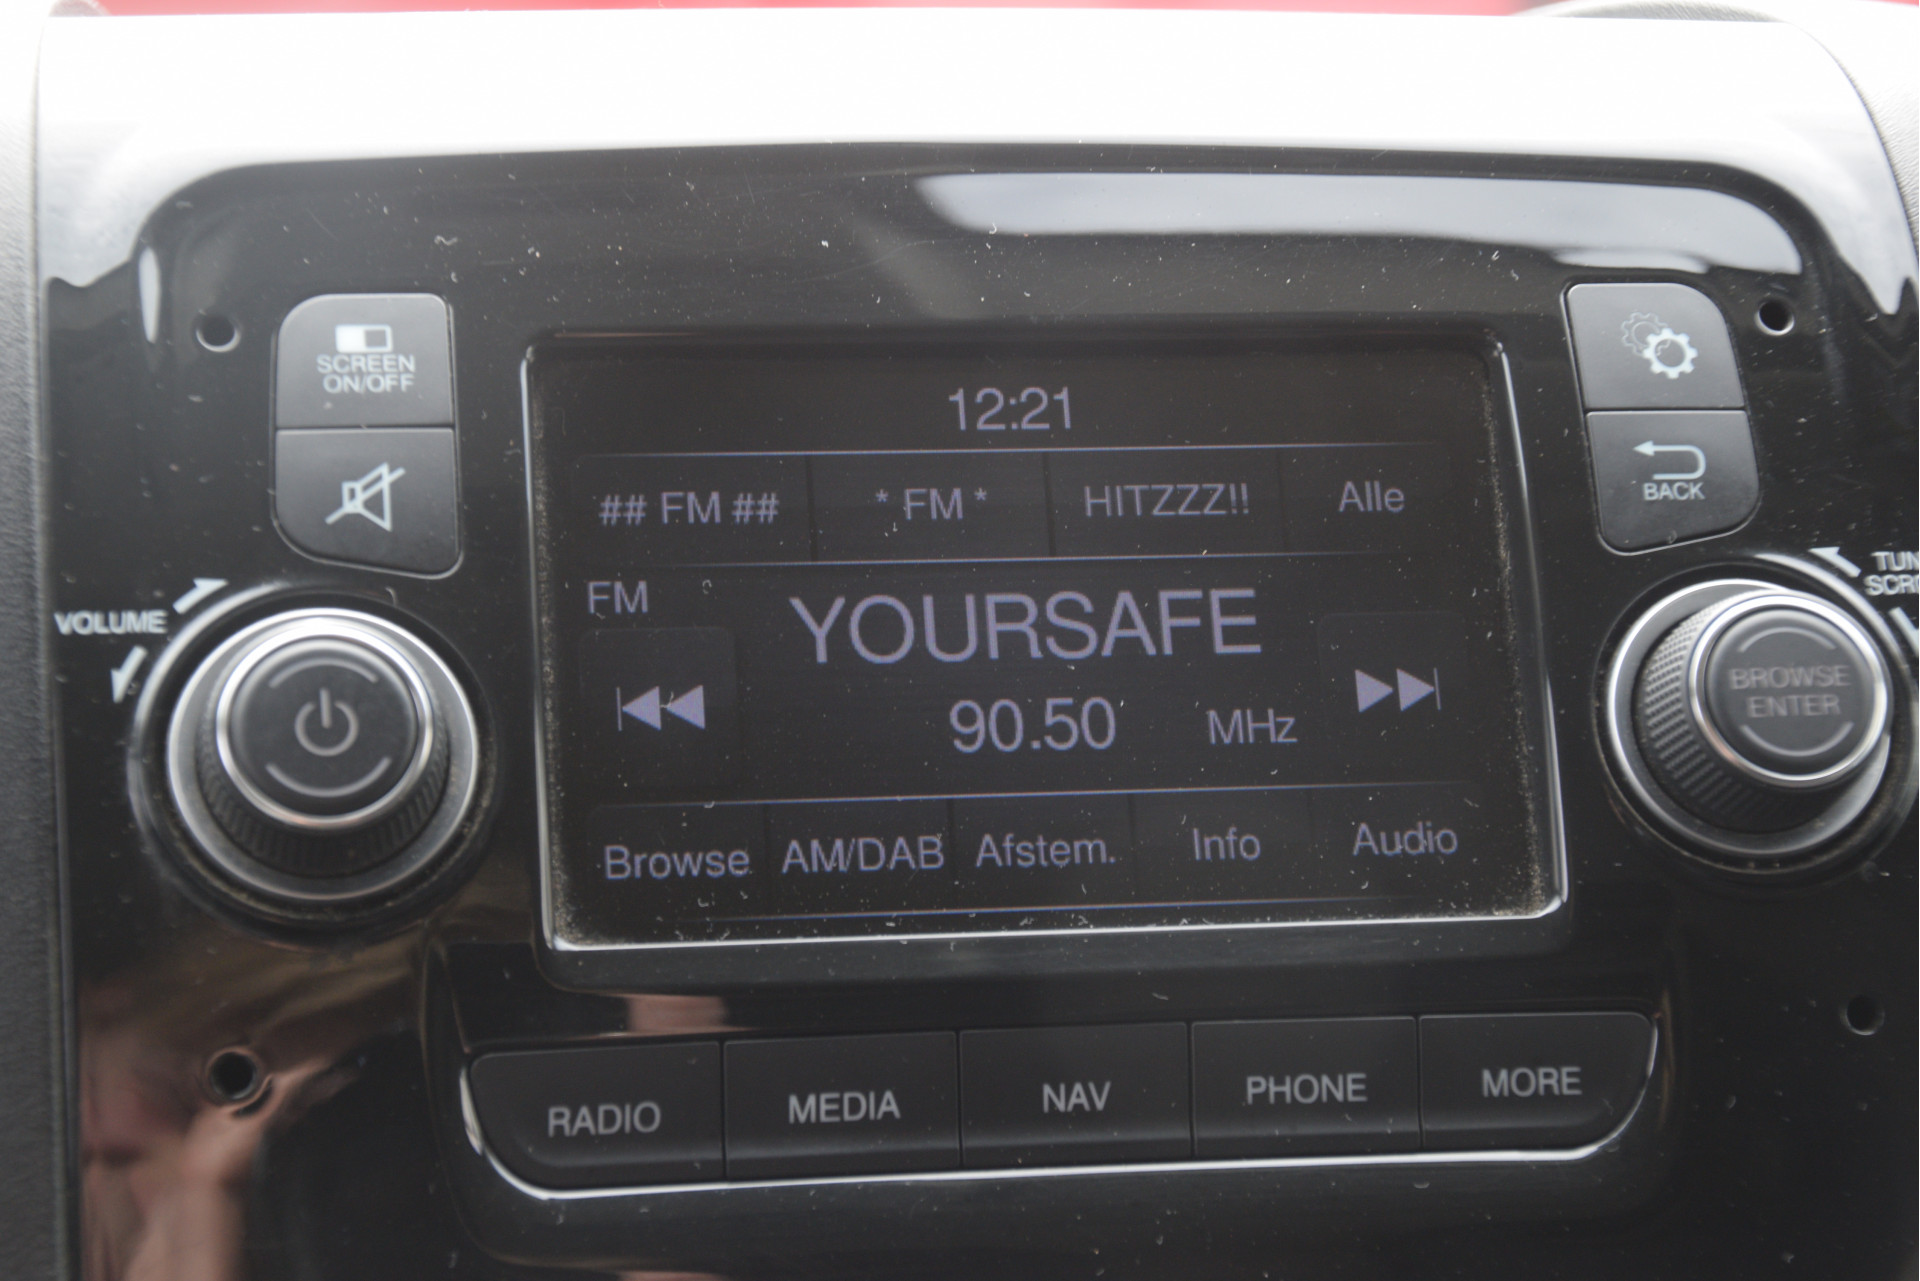 SCREEN
ON/OFF
12:21
## FM ##
* FM *
HITZZZ!!
Alle
BACK
VOLUME
FM
YOURSAFE
90.50 MHz
BROWSE
ENTER
Browse
AM/DAB
Afstem.
Info
Audio
RADIO
MEDIA
NAV
PHONE
MORE